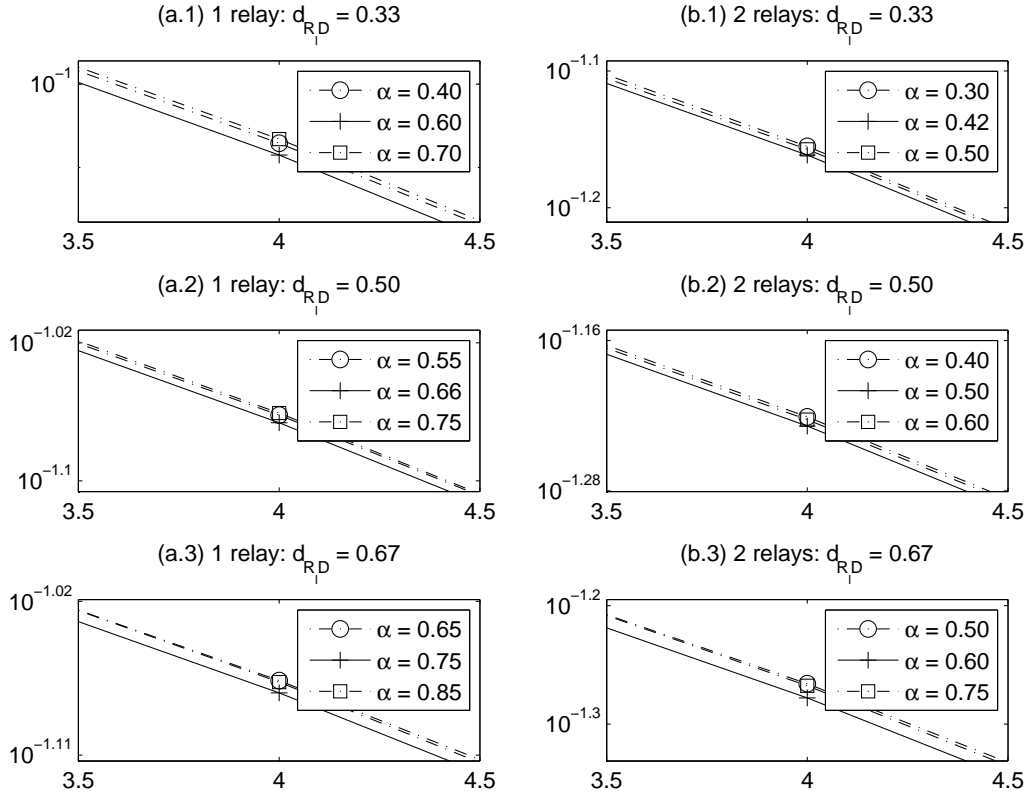 (a.1) 1 relay: d_{R_l D} = 0.33
10^{-1}
α = 0.40
α = 0.60
α = 0.70
3.5 4 4.5
(b.1) 2 relays: d_{R_l D} = 0.33
10^{-1.1}
10^{-1.2}
α = 0.30
α = 0.42
α = 0.50
3.5 4 4.5
(a.2) 1 relay: d_{R_l D} = 0.50
10^{-1.02}
10^{-1.1}
α = 0.55
α = 0.66
α = 0.75
3.5 4 4.5
(b.2) 2 relays: d_{R_l D} = 0.50
10^{-1.16}
10^{-1.28}
α = 0.40
α = 0.50
α = 0.60
3.5 4 4.5
(a.3) 1 relay: d_{R_l D} = 0.67
10^{-1.02}
10^{-1.11}
α = 0.65
α = 0.75
α = 0.85
3.5 4 4.5
(b.3) 2 relays: d_{R_l D} = 0.67
10^{-1.2}
10^{-1.3}
α = 0.50
α = 0.60
α = 0.75
3.5 4 4.5